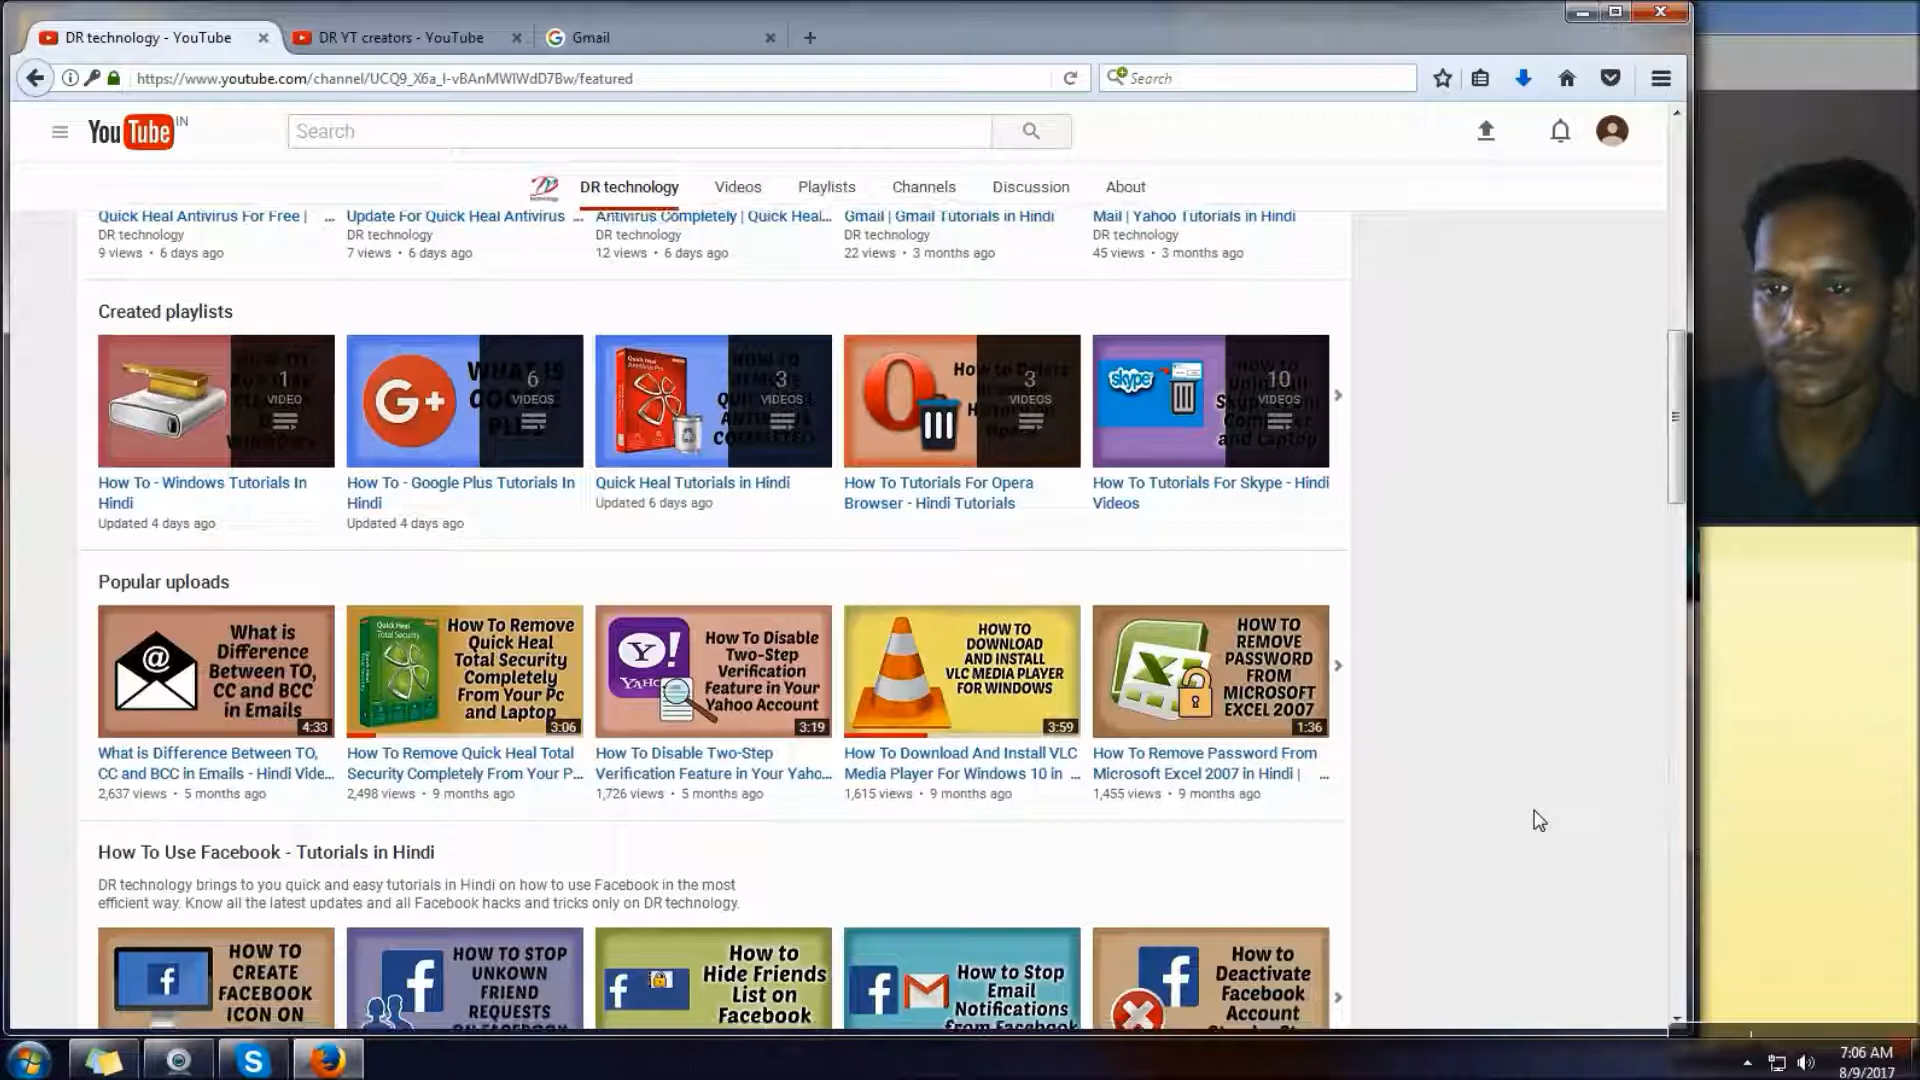 DR technology - YouTube
DR YT creators - YouTube
Gmail
https://www.youtube.com/channel/UCQ9_X6a_I-vBAnMWlWdD7Bw/featured
Search
YouTube IN
Search
DR technology
Videos
Playlists
Channels
Discussion
About
Quick Heal Antivirus For Free | ...
DR technology
9 views • 6 days ago
Update For Quick Heal Antivirus ...
DR technology
7 views • 6 days ago
Antivirus Completely | Quick Heal...
DR technology
12 views • 6 days ago
Gmail | Gmail Tutorials in Hindi
DR technology
22 views • 3 months ago
Mail | Yahoo Tutorials in Hindi
DR technology
45 views • 3 months ago
Created playlists
1
VIDEO
How To - Windows Tutorials In
Hindi
Updated 4 days ago
G+
WHAT IS
GOOGLE
PLUS
6
VIDEOS
How To - Google Plus Tutorials In
Hindi
Updated 4 days ago
3
VIDEOS
Quick Heal Tutorials in Hindi
Updated 6 days ago
3
VIDEOS
How To Tutorials For Opera
Browser - Hindi Tutorials
skype
10
VIDEOS
How To Tutorials For Skype - Hindi
Videos
Popular uploads
What is
Difference
Between TO,
CC and BCC
in Emails
4:33
What is Difference Between TO,
CC and BCC in Emails - Hindi Vide...
2,637 views • 5 months ago
Quick Heal
Total Security
How To Remove
Quick Heal
Total Security
Completely
From Your Pc
and Laptop
3:06
How To Remove Quick Heal Total
Security Completely From Your P...
2,498 views • 9 months ago
Y!
YAHOO
How To Disable
Two-Step
Verification
Feature in Your
Yahoo Account
3:19
How To Disable Two-Step
Verification Feature in Your Yaho...
1,726 views • 5 months ago
HOW TO
DOWNLOAD
AND INSTALL
VLC MEDIA PLAYER
FOR WINDOWS
3:59
How To Download And Install VLC
Media Player For Windows 10 in ...
1,615 views • 9 months ago
HOW TO
REMOVE
PASSWORD
FROM
MICROSOFT
EXCEL 2007
1:36
How To Remove Password From
Microsoft Excel 2007 in Hindi | ...
1,455 views • 9 months ago
How To Use Facebook - Tutorials in Hindi
DR technology brings to you quick and easy tutorials in Hindi on how to use Facebook in the most
efficient way. Know all the latest updates and all Facebook hacks and tricks only on DR technology.
HOW TO
CREATE
FACEBOOK
ICON ON
HOW TO STOP
UNKOWN
FRIEND
REQUESTS
ON FACEBOOK
How to
Hide Friends
List on
Facebook
How to Stop
Email
Notifications
from Facebook
How to
Deactivate
Facebook
Account
7:06 AM
8/9/2017